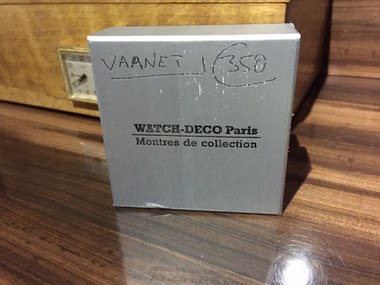 VAANET 1 350
WATCH-DECO Paris
Montres de collection